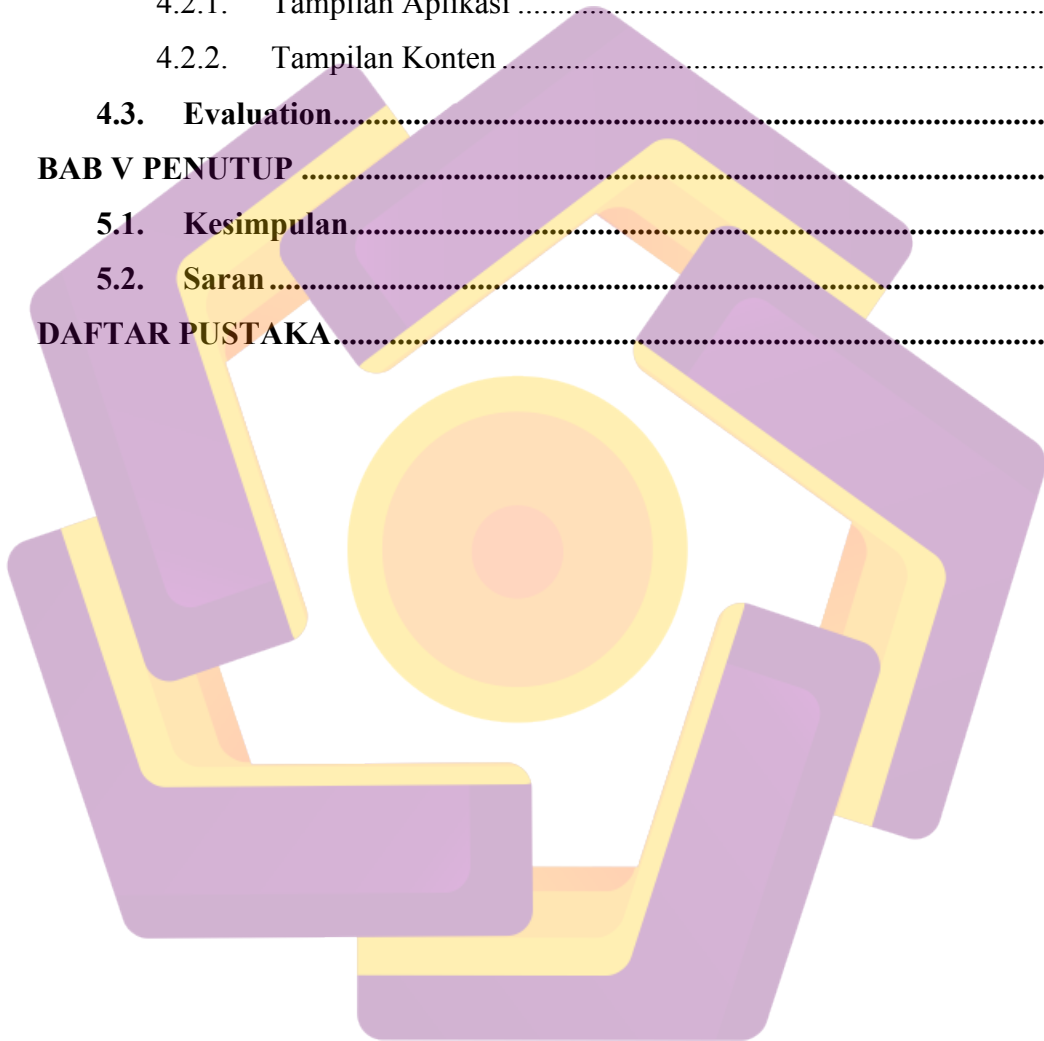 4.2.1. Tampilan Aplikasi ....................................................................
4.2.2. Tampilan Konten ......................................................................
4.3. Evaluation..........................................................................................
BAB V PENUTUP ..............................................................................................
5.1. Kesimpulan........................................................................................
5.2. Saran ..................................................................................................
DAFTAR PUSTAKA..........................................................................................